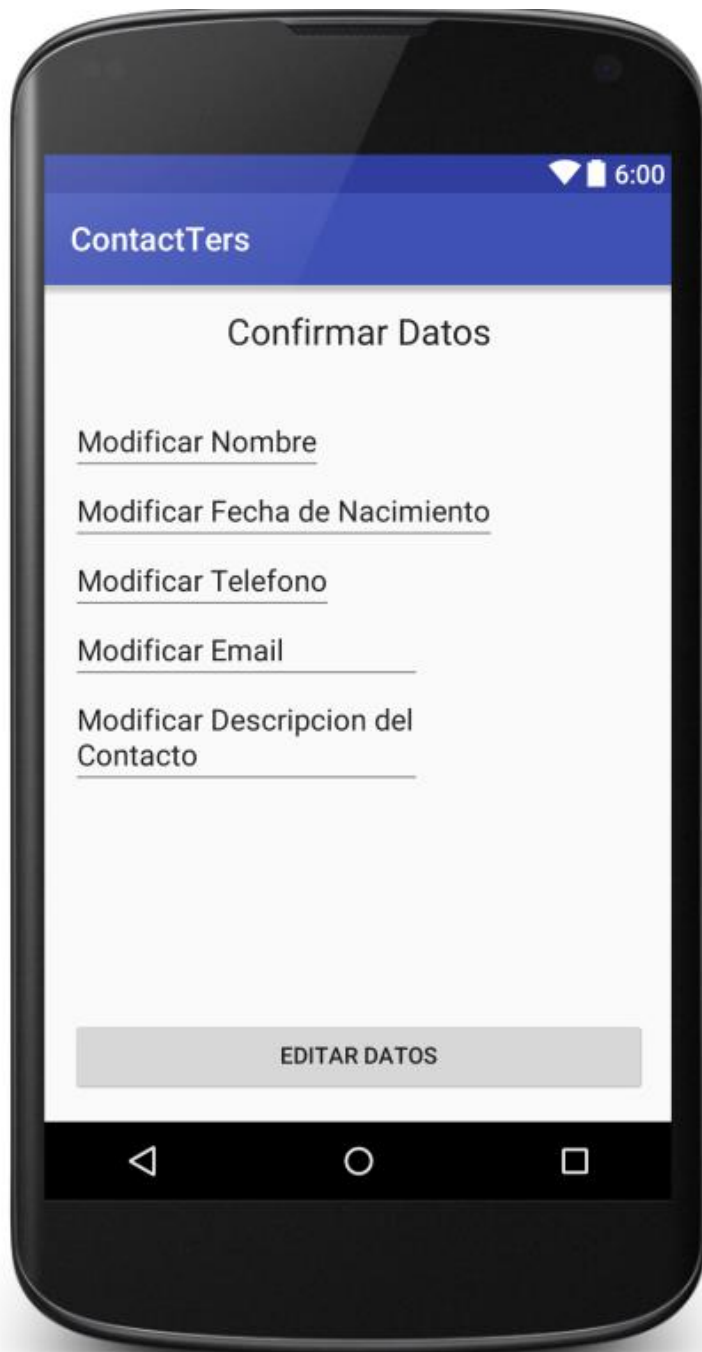 6:00
ContactTers
Confirmar Datos
Modificar Nombre
Modificar Fecha de Nacimiento
Modificar Telefono
Modificar Email
Modificar Descripcion del
Contacto
EDITAR DATOS